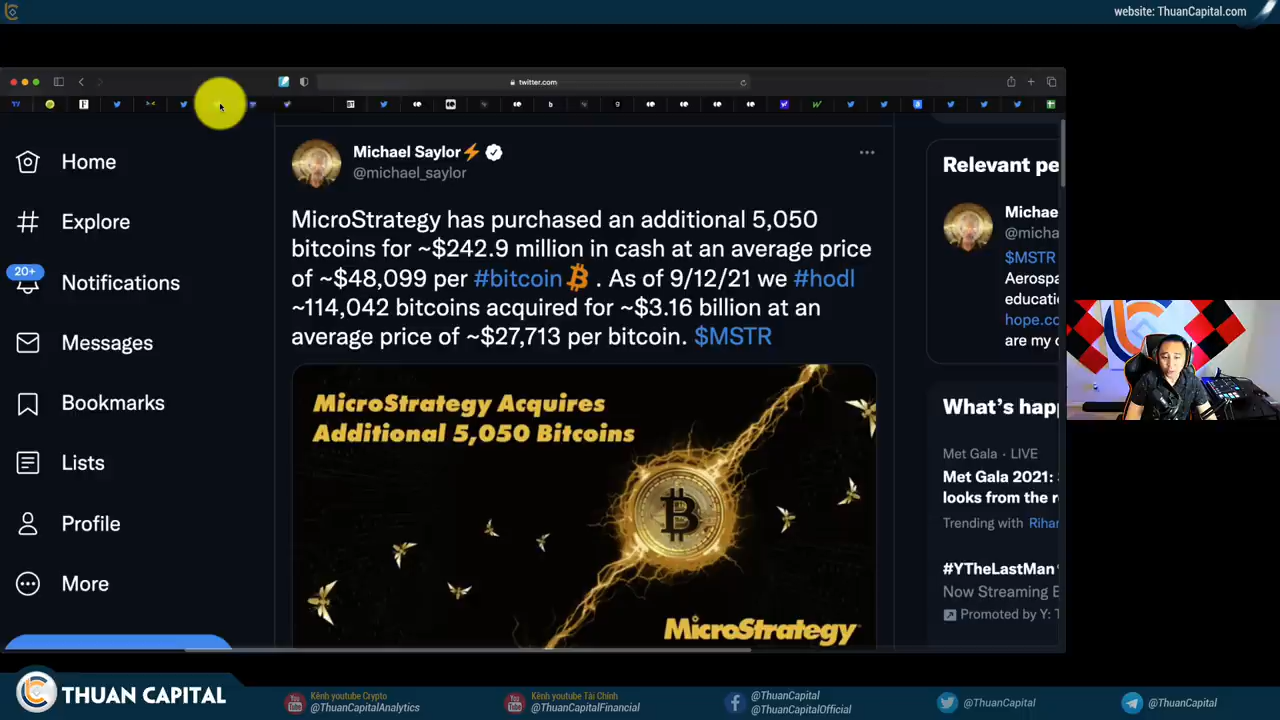 website: ThuanCapital.com
twitter.com
Home
Explore
20+
Notifications
Messages
Bookmarks
Lists
Profile
More
Michael Saylor
@michael_saylor
MicroStrategy has purchased an additional 5,050
bitcoins for ~$242.9 million in cash at an average price
of ~$48,099 per #bitcoin . As of 9/12/21 we #hodl
~114,042 bitcoins acquired for ~$3.16 billion at an
average price of ~$27,713 per bitcoin. $MSTR
MicroStrategy Acquires
Additional 5,050 Bitcoins
MicroStrategy
Relevant pe
Michae
@micha
$MSTR
Aerospa
educatio
hope.co
are my c
What's happ
Met Gala · LIVE
Met Gala 2021: 
looks from the r
Trending with Rihan
#YTheLastMan
Now Streaming
Promoted by Y: T
THUAN CAPITAL
Kênh youtube Crypto
@ThuanCapitalAnalytics
Kênh youtube Tài Chính
@ThuanCapitalFinancial
@ThuanCapital
@ThuanCapitalOfficial
@ThuanCapital
@ThuanCapital